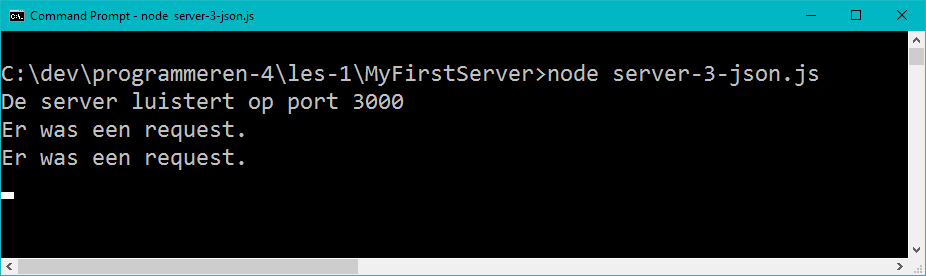 Command Prompt - node  server-3-json.js
C:\dev\programmeren-4\les-1\MyFirstServer>node server-3-json.js
De server luistert op port 3000
Er was een request.
Er was een request.